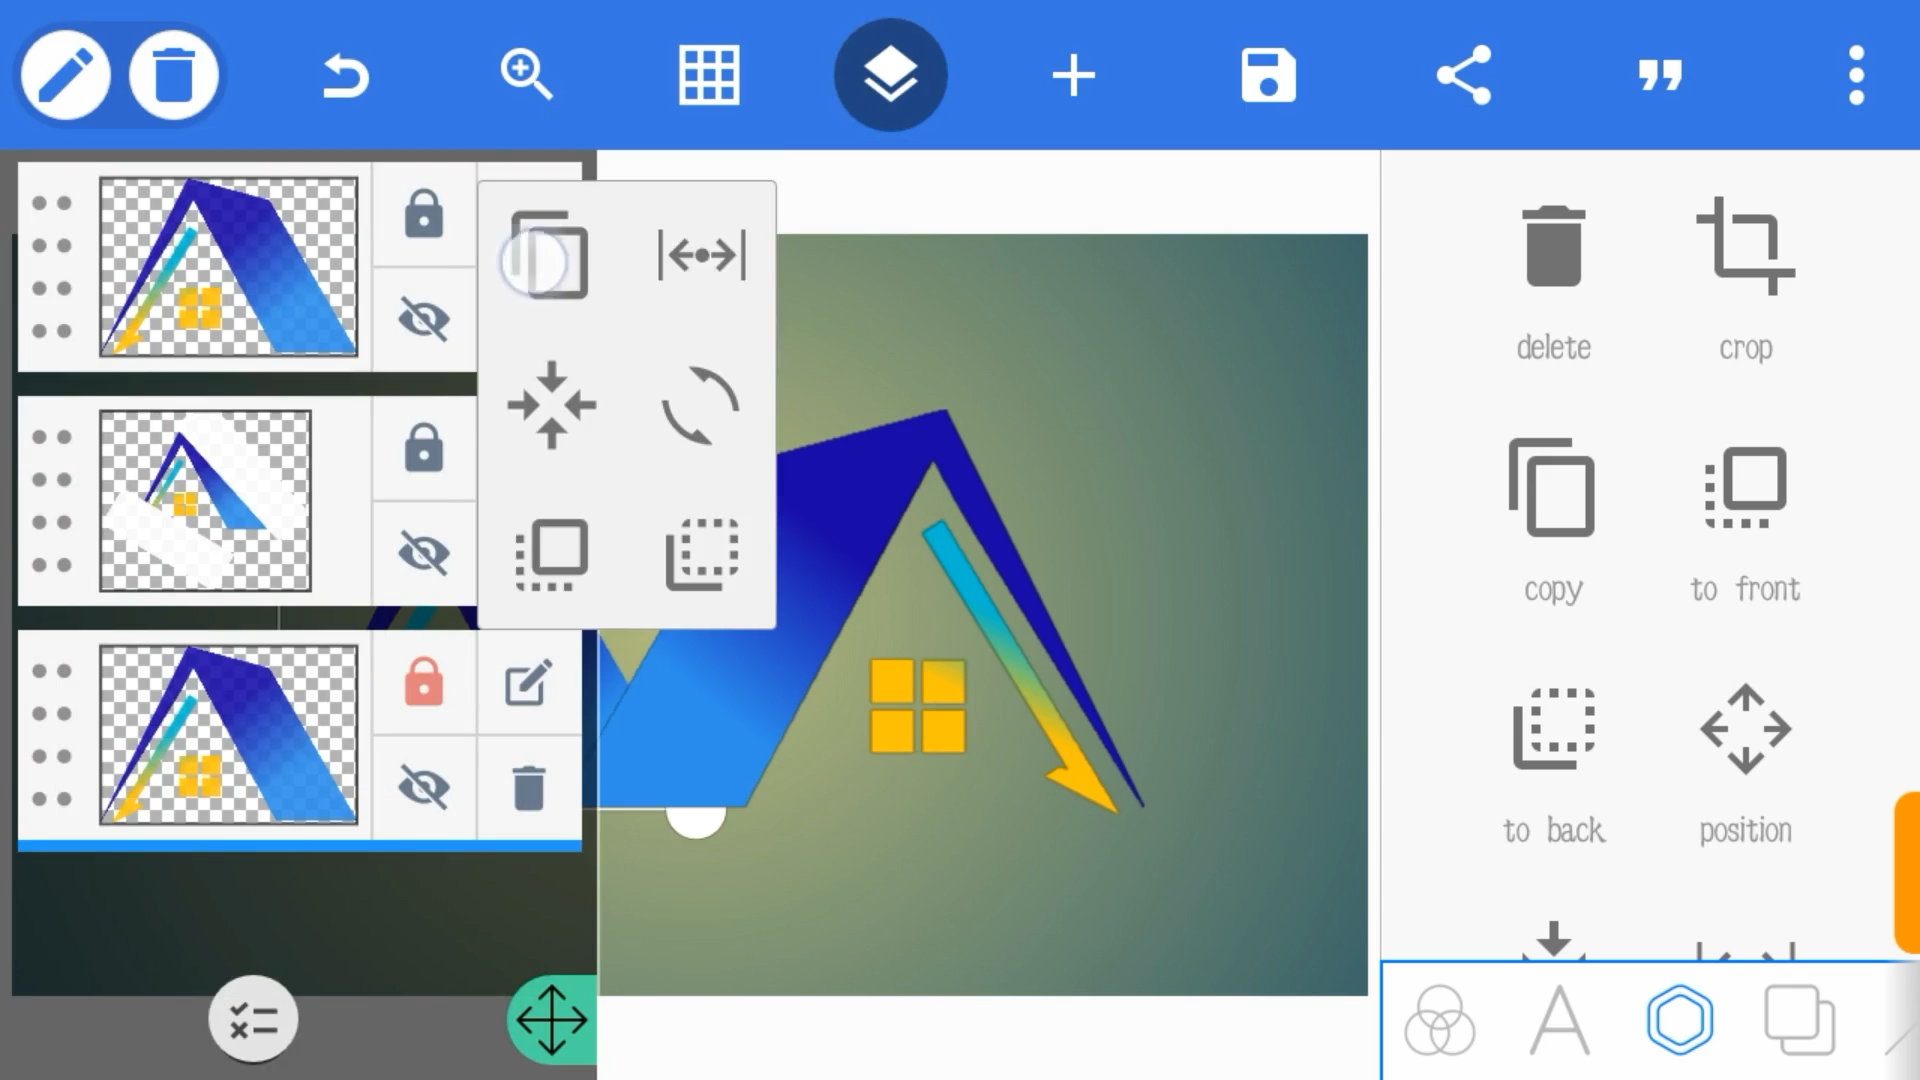 delete
crop
copy
to front
to back
position